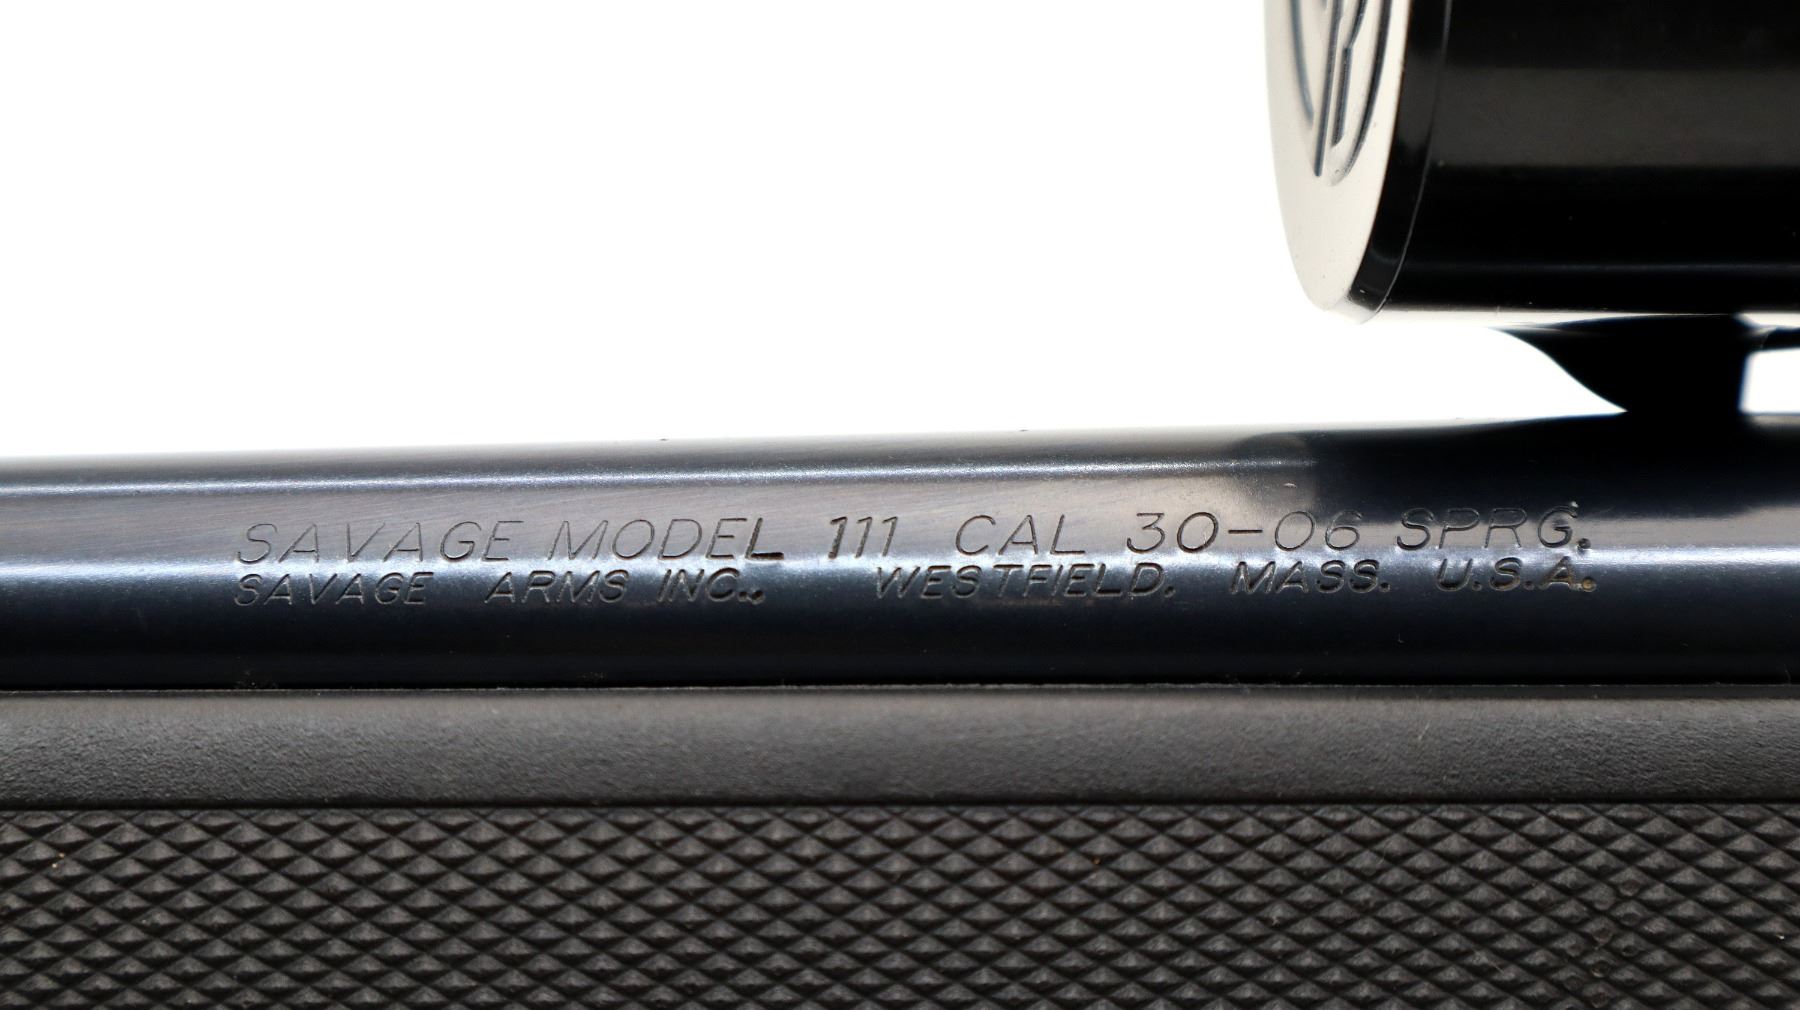 SAVAGE MODEL 111 CAL 30-06 SPRG.
SAVAGE ARMS INC., WESTFIELD, MASS. U.S.A.